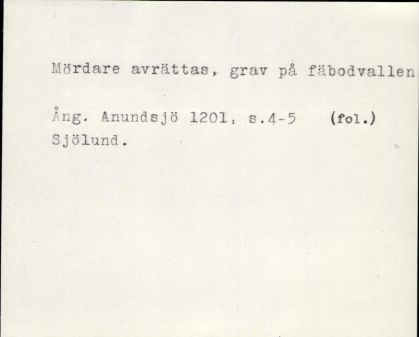 Mördare avrättas, grav på fäbodvallen
Ång. Anundsjö 1201, s.4-5 (fol.)
Sjölund.